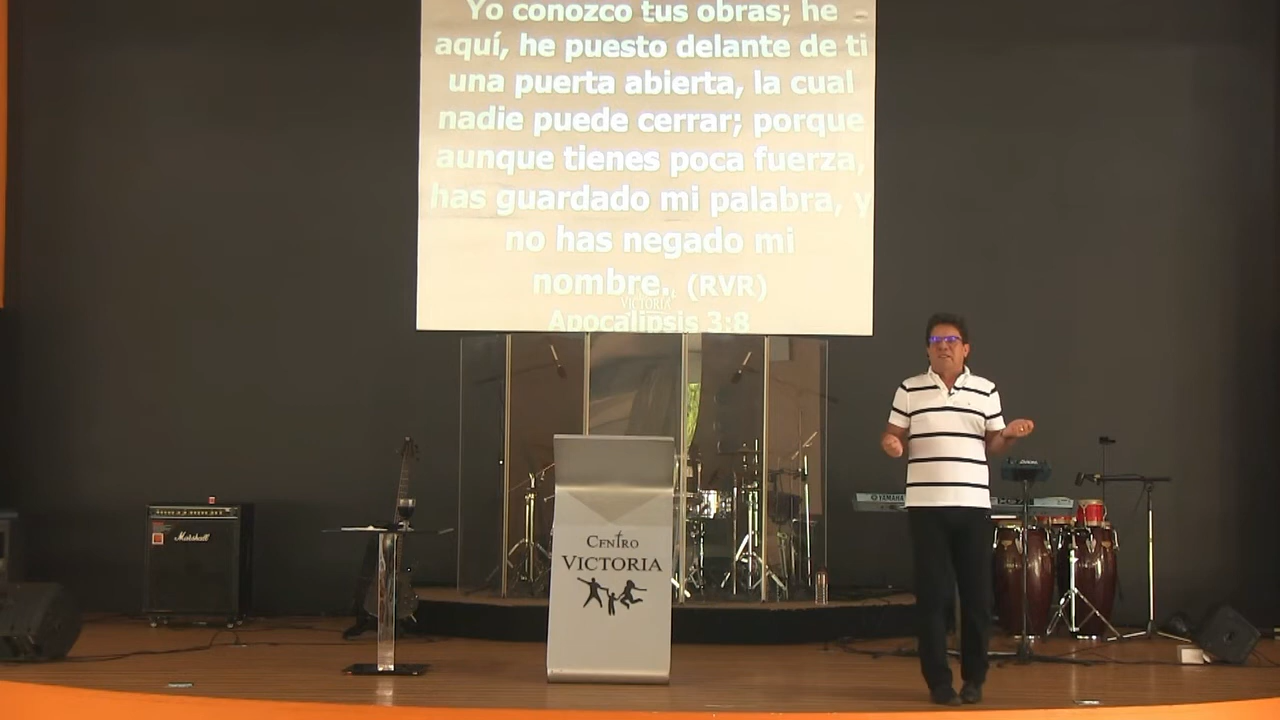 Yo conozco tus obras; he
aquí, he puesto delante de ti
una puerta abierta, la cual
nadie puede cerrar; porque
aunque tienes poca fuerza,
has guardado mi palabra, y
no has negado mi
nombre. (RVR)
VICTORIA
Apocalipsis 3:8
Marshall
CENTRO
VICTORIA
YAMAHA